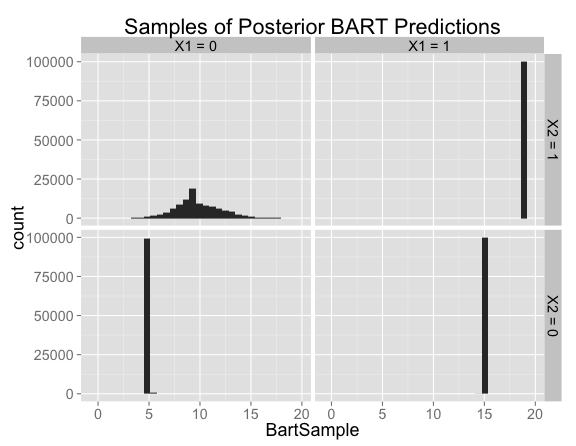 Samples of Posterior BART Predictions
X1 = 0
X1 = 1
100000
75000
50000
25000
0
X2 = 1
count
100000
75000
50000
25000
0
X2 = 0
0
5
10
15
20
0
5
10
15
20
BartSample